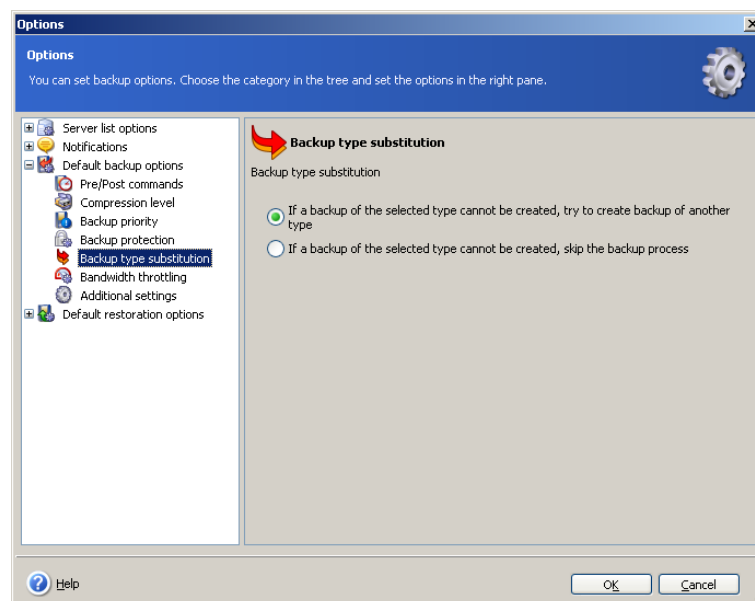 Options
Options
You can set backup options. Choose the category in the tree and set the options in the right pane.
Server list options
Notifications
Default backup options
Pre/Post commands
Compression level
Backup priority
Backup protection
Backup type substitution
Bandwidth throttling
Additional settings
Default restoration options
Backup type substitution
Backup type substitution
If a backup of the selected type cannot be created, try to create backup of another
type
If a backup of the selected type cannot be created, skip the backup process
Help
OK
Cancel